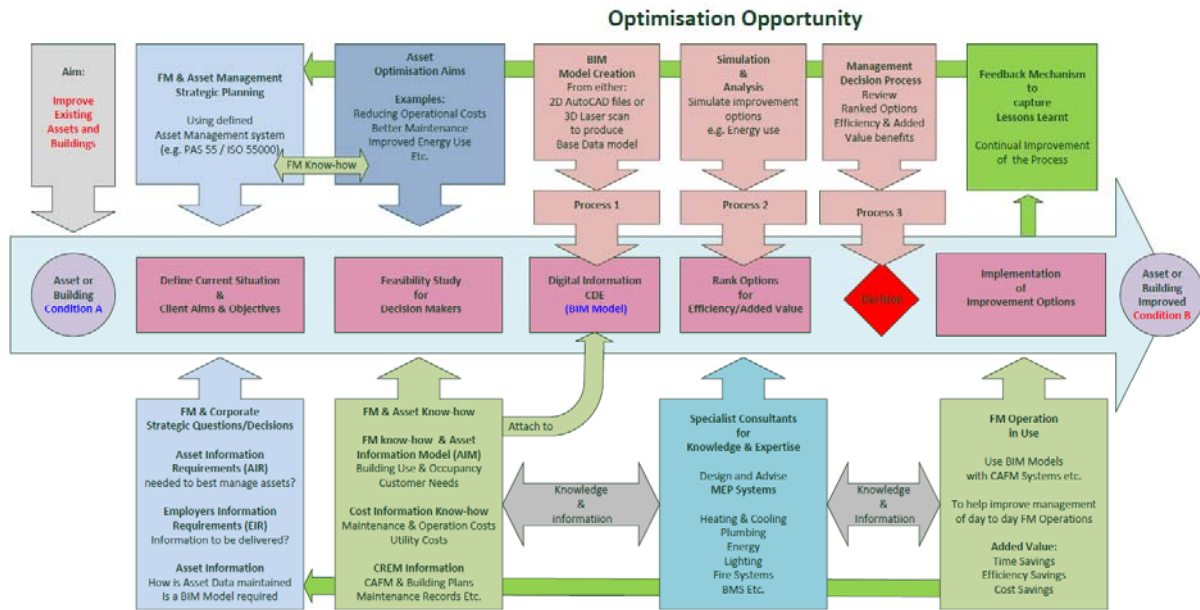 Optimisation Opportunity
Aim:
Improve
Existing
Assets and
Buildings
FM & Asset Management
Strategic Planning
Using defined
Asset Management system
(e.g. PAS 55 / ISO 55000)
FM Know-how
Asset
Optimisation Aims
Examples:
Reducing Operational Costs
Better Maintenance
Improved Energy Use
Etc.
BIM
Model Creation
From either:
2D AutoCAD files or
3D Laser scan
to produce
Base Data model
Simulation
&
Analysis
Simulate improvement
options
e.g. Energy use
Management
Decision Process
Review
Ranked Options
Efficiency & Added
Value benefits
Feedback Mechanism
to
capture
Lessons Learnt
Continual Improvement
of the Process
Process 1
Process 2
Process 3
Asset or
Building
Condition A
Define Current Situation
&
Client Aims & Objectives
Feasibility Study
for
Decision Makers
Digital Information
CDE
(BIM Model)
Rank Options
for
Efficiency/Added Value
Decision
Implementation
of
Improvement Options
Asset or
Building
Improved
Condition B
FM & Corporate
Strategic Questions/Decisions
Asset Information
Requirements (AIR)
needed to best manage assets?
Employers Information
Requirements (EIR)
Information to be delivered?
Asset Information
How is Asset Data maintained
Is a BIM Model required
FM & Asset Know-how
FM know-how & Asset
Information Model (AIM)
Building Use & Occupancy
Customer Needs
Cost Information Know-how
Maintenance & Operation Costs
Utility Costs
CREM Information
CAFM & Building Plans
Maintenance Records Etc.
Attach to
Knowledge
&
informatiion
Specialist Consultants
for
Knowledge & Expertise
Design and Advise
MEP Systems
Heating & Cooling
Plumbing
Energy
Lighting
Fire Systems
BMS Etc.
Knowledge
&
Informatiion
FM Operation
in Use
Use BIM Models
with CAFM Systems etc.
To help improve management
of day to day FM Operations
Added Value:
Time Savings
Efficiency Savings
Cost Savings